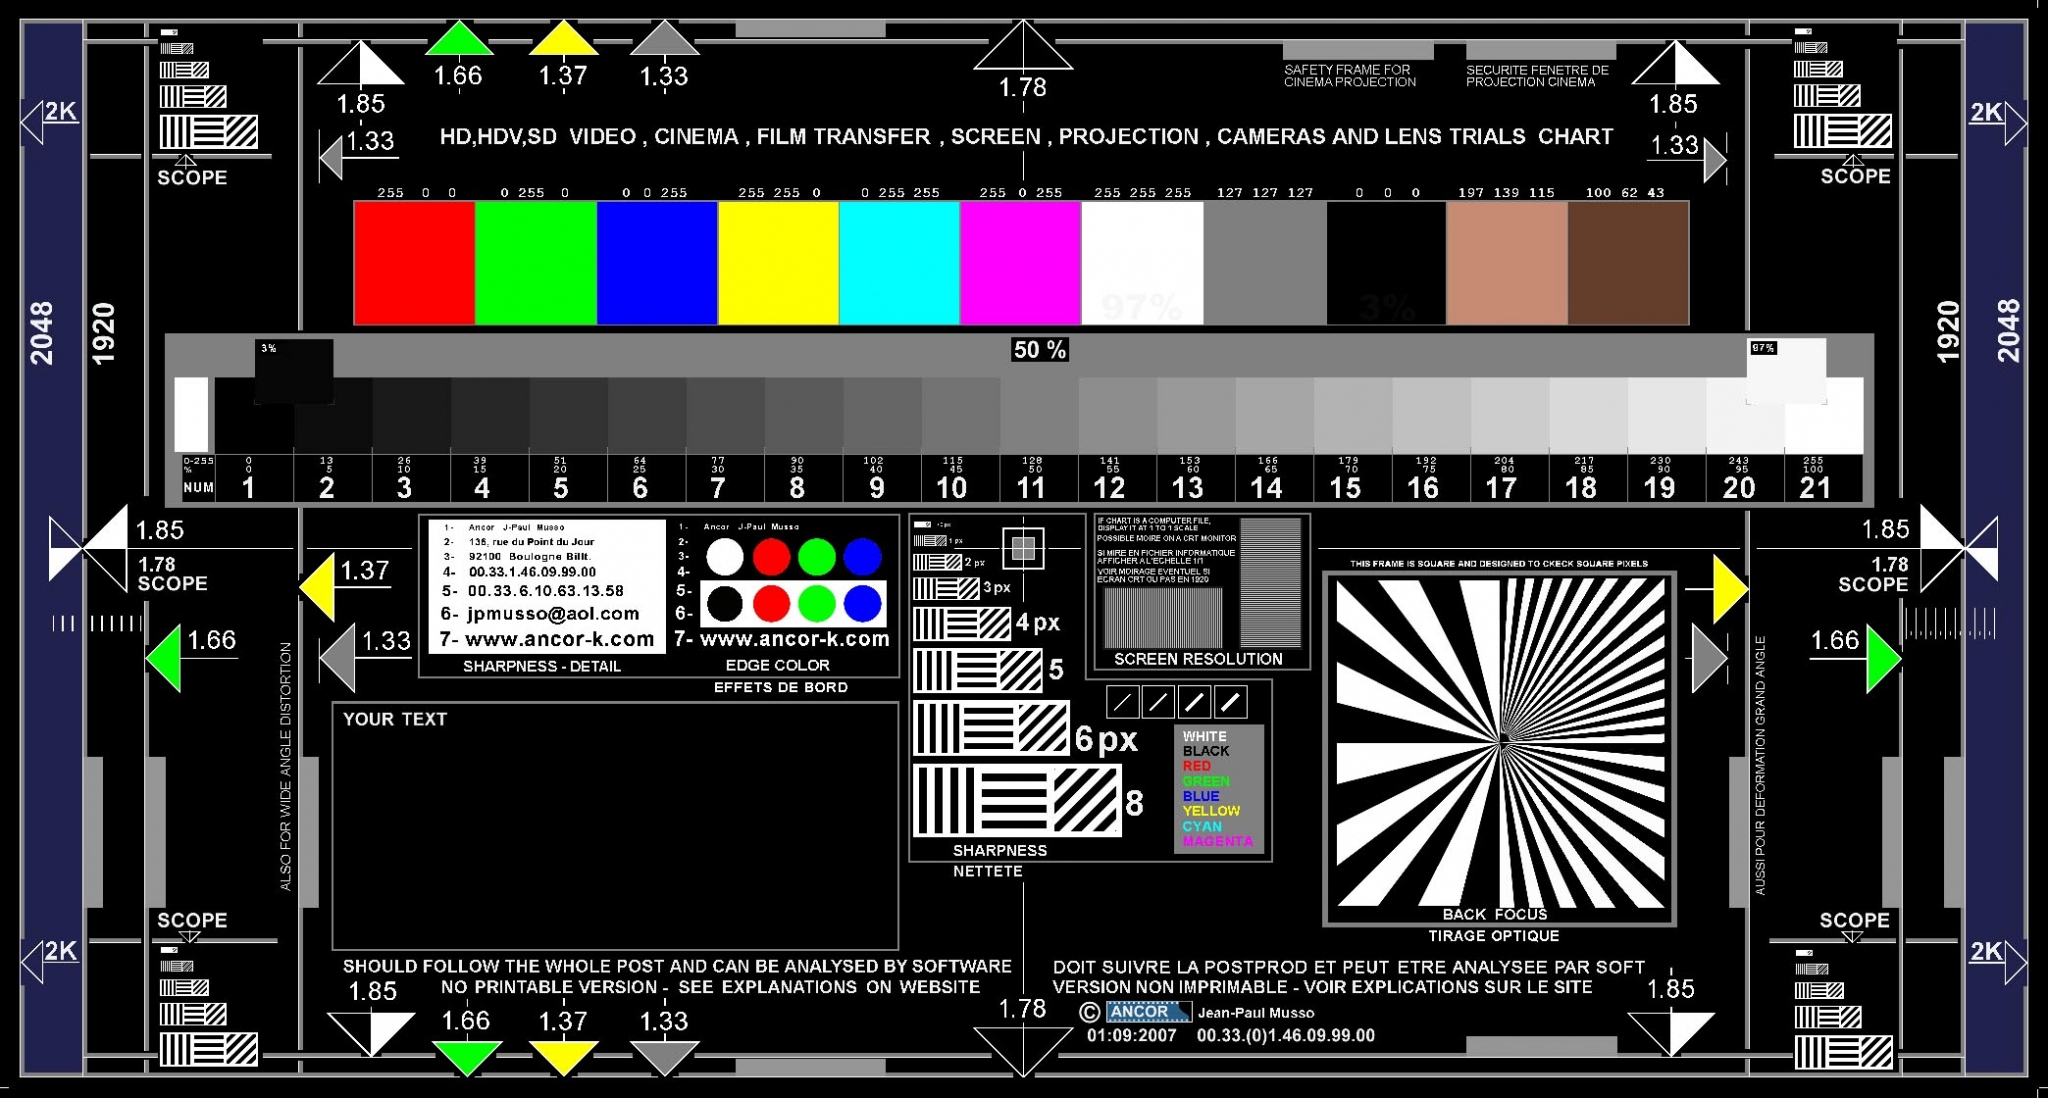 2K
2K
1.85
1.66
1.37
1.33
1.78
SAFETY FRAME FOR
CINEMA PROJECTION
SECURITE FENETRE DE
PROJECTION CINEMA
1.85
1.33
HD,HDV,SD VIDEO , CINEMA , FILM TRANSFER , SCREEN , PROJECTION , CAMERAS AND LENS TRIALS CHART
1.33
SCOPE
SCOPE
255 0 0
0 255 0
0 0 255
255 255 0
0 255 255
255 0 255
255 255 255
127 127 127
0 0 0
197 139 115
100 62 43
97%
3%
2048
1920
1920
2048
3%
50 %
97%
0-255 0 13 26 39 51 64 77 90 102 115 128 141 153 166 179 192 204 217 230 243 255
% 0 5 10 15 20 25 30 35 40 45 50 55 60 65 70 75 80 85 90 95 100
NUM 1 2 3 4 5 6 7 8 9 10 11 12 13 14 15 16 17 18 19 20 21
1.85
1.78
SCOPE
1.37
1.66
1.33
ALSO FOR WIDE ANGLE DISTORTION
1- Ancor J-Paul Musso
2- 135, rue du Point du Jour
3- 92100 Boulogne Billt.
4- 00.33.1.46.09.99.00
5- 00.33.6.10.63.13.58
6- jpmusso@aol.com
7- www.ancor-k.com
SHARPNESS - DETAIL
1- Ancor J-Paul Musso
2-
3-
4-
5-
6-
7- www.ancor-k.com
EDGE COLOR
EFFETS DE BORD
YOUR TEXT
1 px
2 px
3 px
4 px
5
6 px
8
SHARPNESS
NETTETE
IF CHART IS A COMPUTER FILE,
DISPLAY IT AT 1 TO 1 SCALE
POSSIBLE MOIRE ON A CRT MONITOR
SI MIRE EN FICHIER INFORMATIQUE
AFFICHER A L'ECHELLE 1/1
VOIR MOIRAGE EVENTUEL SI
ECRAN CRT OU PAS EN 1920
SCREEN RESOLUTION
WHITE
BLACK
RED
GREEN
BLUE
YELLOW
CYAN
MAGENTA
THIS FRAME IS SQUARE AND DESIGNED TO CKECK SQUARE PIXELS
BACK FOCUS
TIRAGE OPTIQUE
1.85
1.78
SCOPE
1.66
AUSSI POUR DEFORMATION GRAND ANGLE
SCOPE
SCOPE
2K
2K
SHOULD FOLLOW THE WHOLE POST AND CAN BE ANALYSED BY SOFTWARE
NO PRINTABLE VERSION - SEE EXPLANATIONS ON WEBSITE
DOIT SUIVRE LA POSTPROD ET PEUT ETRE ANALYSEE PAR SOFT
VERSION NON IMPRIMABLE - VOIR EXPLICATIONS SUR LE SITE
1.85
1.66
1.37
1.33
1.78
1.85
© ANCOR Jean-Paul Musso
01:09:2007 00.33.(0)1.46.09.99.00